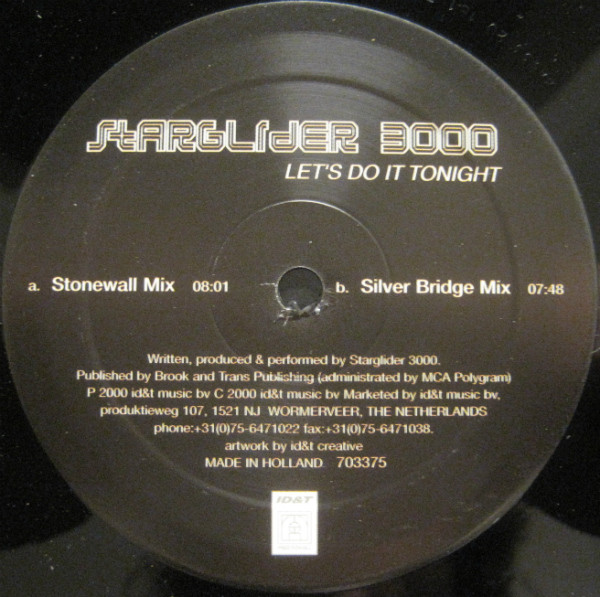 STARGLIDER 3000
LET'S DO IT TONIGHT
a. Stonewall Mix 08:01 b. Silver Bridge Mix 07:48
Written, produced & performed by Starglider 3000.
Published by Brook and Trans Publishing (administrated by MCA Polygram)
P 2000 id&t music bv C 2000 id&t music bv Marketed by id&t music bv,
produktieweg 107, 1521 NJ WORMERVEER, THE NETHERLANDS
phone:+31(0)75-6471022 fax:+31(0)75-6471038.
artwork by id&t creative
MADE IN HOLLAND 703375
ID&T